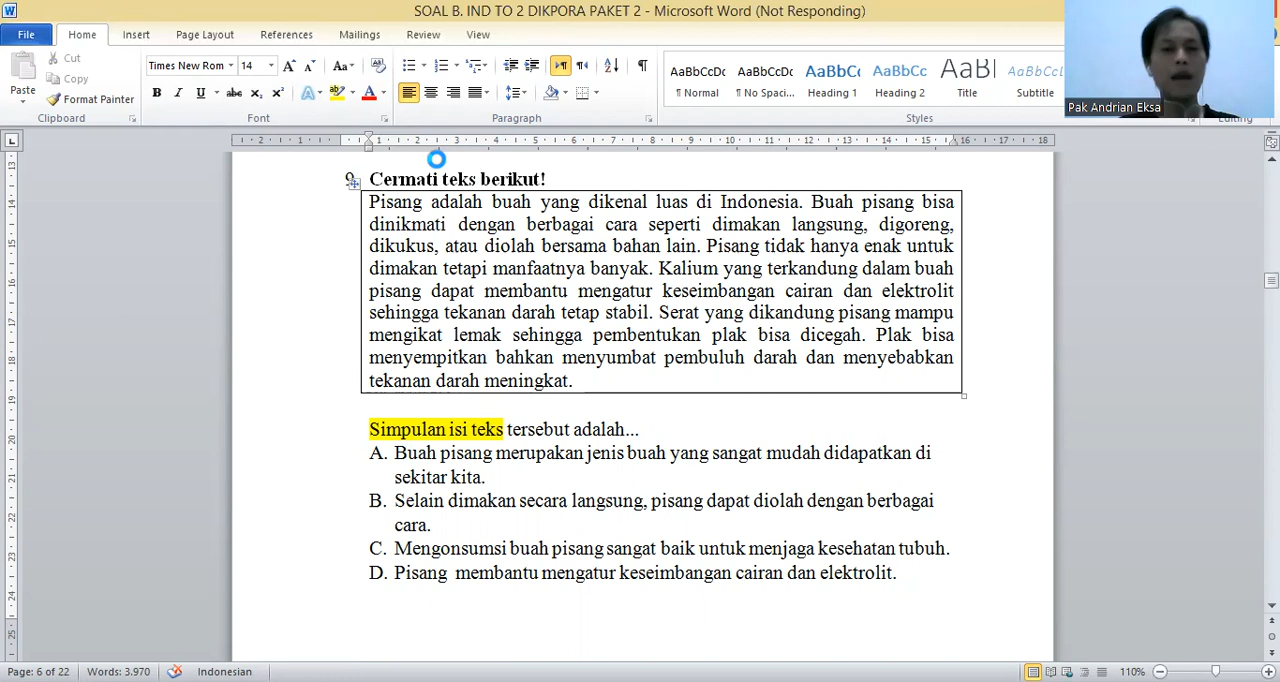 SOAL B. IND TO 2 DIKPORA PAKET 2 - Microsoft Word (Not Responding)
File Home Insert Page Layout References Mailings Review View
Cut
Copy
Format Painter
Paste
Clipboard
Times New Rom 14
Font
Paragraph
AaBbCcDc AaBbCcDc AaBbC AaBbCc AaB AaBbCcL
¶ Normal ¶ No Spaci... Heading 1 Heading 2 Title Subtitle
Styles
Editing
Pak Andrian Eksa
Cermati teks berikut!
Pisang adalah buah yang dikenal luas di Indonesia. Buah pisang bisa
dinikmati dengan berbagai cara seperti dimakan langsung, digoreng,
dikukus, atau diolah bersama bahan lain. Pisang tidak hanya enak untuk
dimakan tetapi manfaatnya banyak. Kalium yang terkandung dalam buah
pisang dapat membantu mengatur keseimbangan cairan dan elektrolit
sehingga tekanan darah tetap stabil. Serat yang dikandung pisang mampu
mengikat lemak sehingga pembentukan plak bisa dicegah. Plak bisa
menyempitkan bahkan menyumbat pembuluh darah dan menyebabkan
tekanan darah meningkat.
Simpulan isi teks tersebut adalah...
A. Buah pisang merupakan jenis buah yang sangat mudah didapatkan di
sekitar kita.
B. Selain dimakan secara langsung, pisang dapat diolah dengan berbagai
cara.
C. Mengonsumsi buah pisang sangat baik untuk menjaga kesehatan tubuh.
D. Pisang membantu mengatur keseimbangan cairan dan elektrolit.
Page: 6 of 22 Words: 3.970 Indonesian 110%